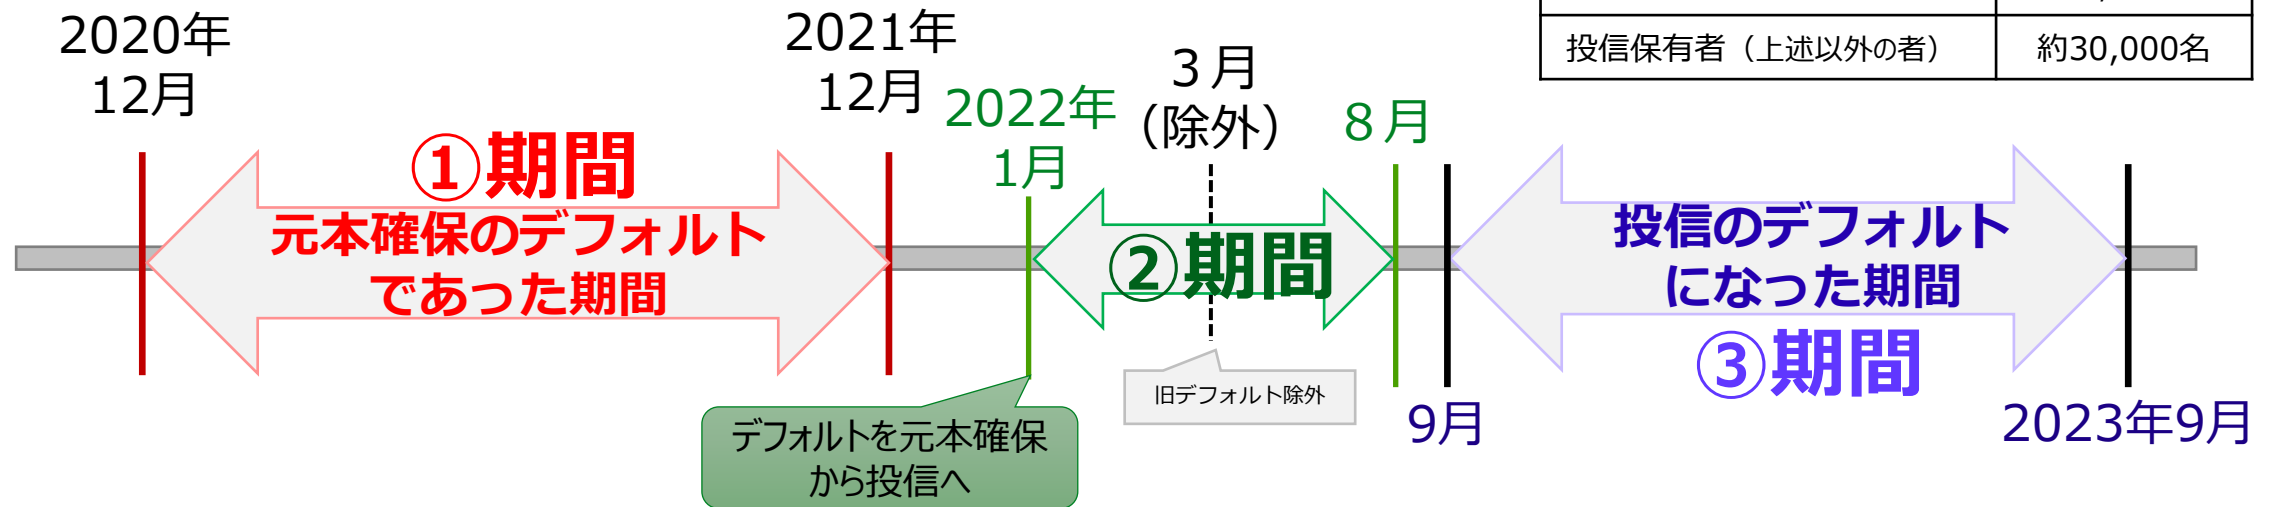 2020年
12月
2021年
12月
2022年
1月
３月
（除外）
８月
投信保有者（上述以外の者）
約30,000名
①期間
元本確保のデフォルト
であった期間
②期間
投信のデフォルト
になった期間
③期間
旧デフォルト除外
デフォルトを元本確保
から投信へ
9月
2023年9月